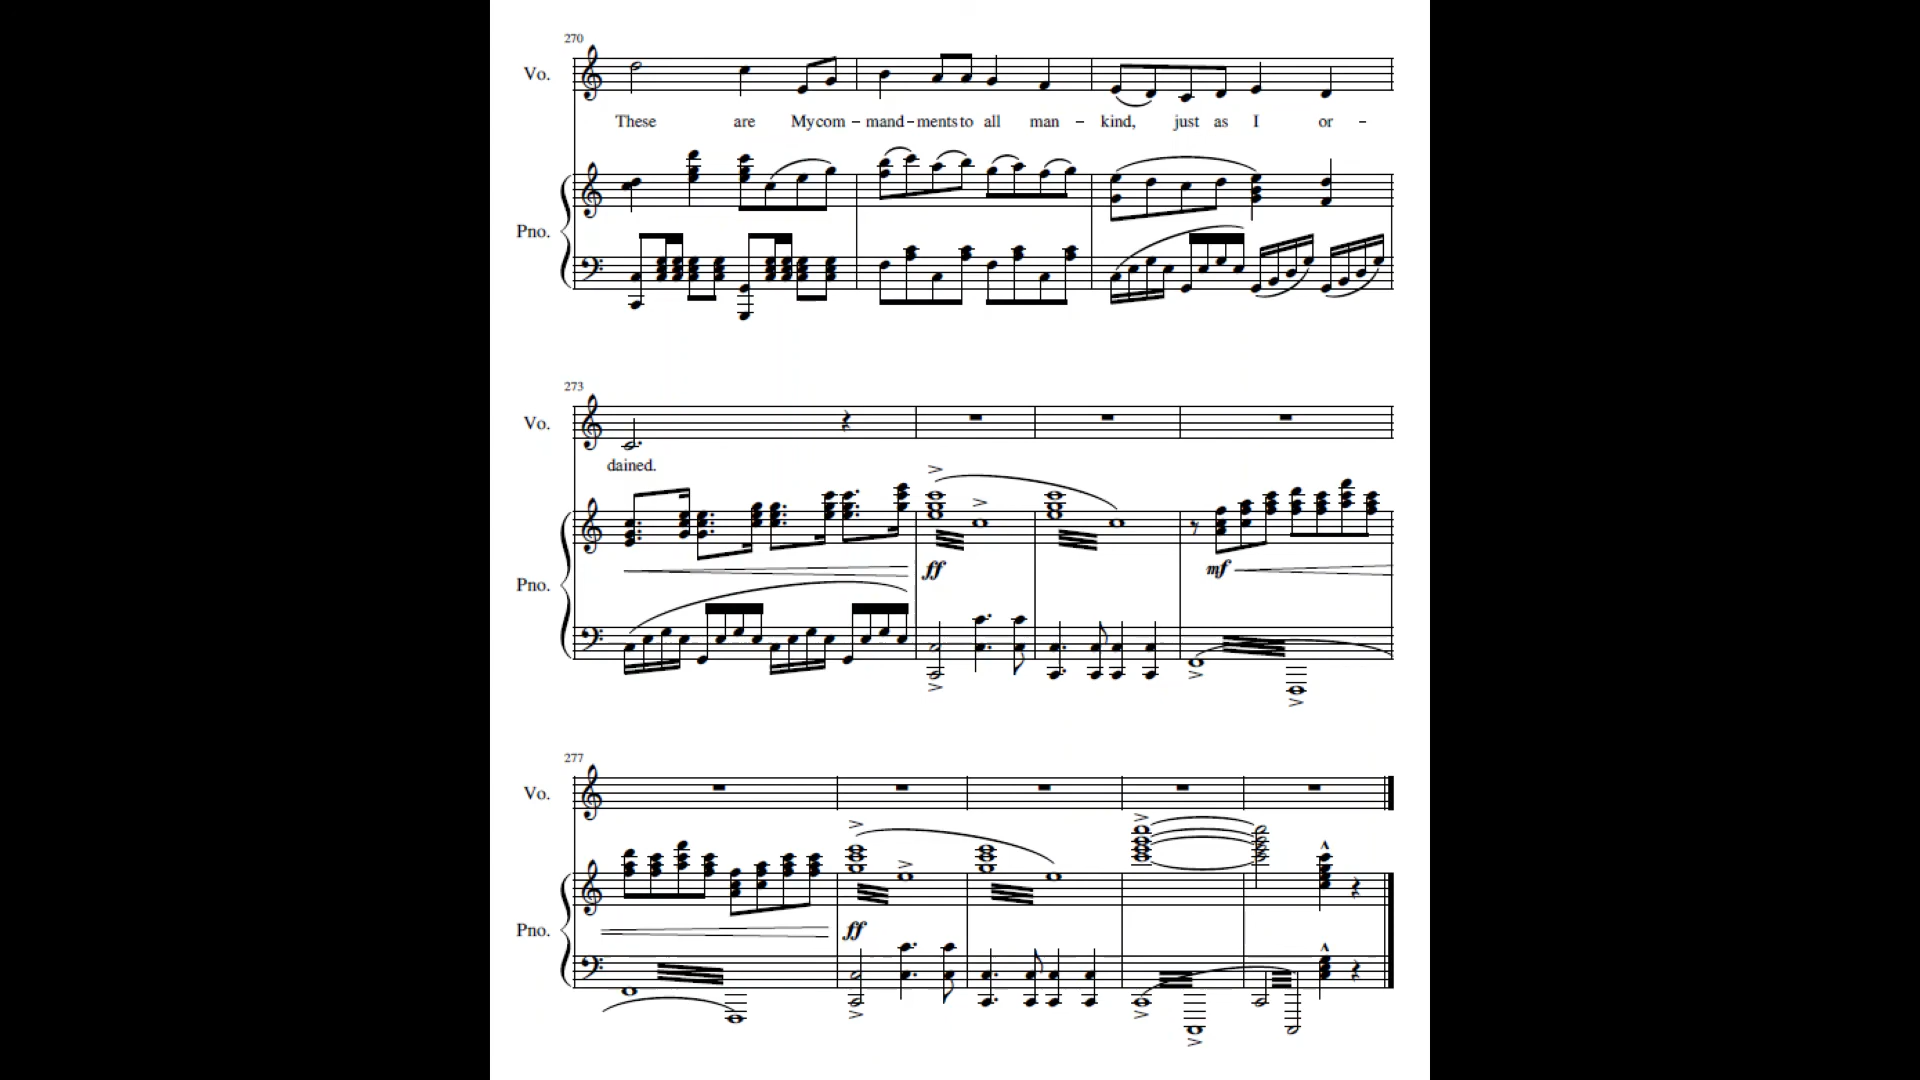 270
Vo.
These are My com - mand - ments to all man - kind, just as I or -
Pno.
273
Vo.
dained.
Pno.
ff
mf
277
Vo.
Pno.
ff